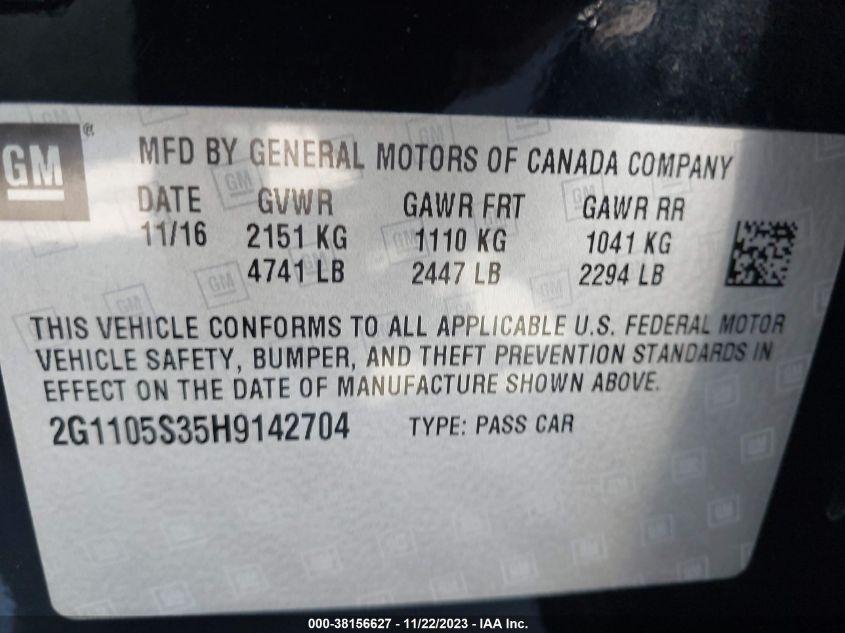 GM ®
MFD BY GENERAL MOTORS OF CANADA COMPANY
DATE GVWR GAWR FRT GAWR RR
11/16 2151 KG 1110 KG 1041 KG
4741 LB 2447 LB 2294 LB
THIS VEHICLE CONFORMS TO ALL APPLICABLE U.S. FEDERAL MOTOR
VEHICLE SAFETY, BUMPER, AND THEFT PREVENTION STANDARDS IN
EFFECT ON THE DATE OF MANUFACTURE SHOWN ABOVE.
2G1105S35H9142704 TYPE: PASS CAR
000-38156627 - 11/22/2023 - IAA Inc.